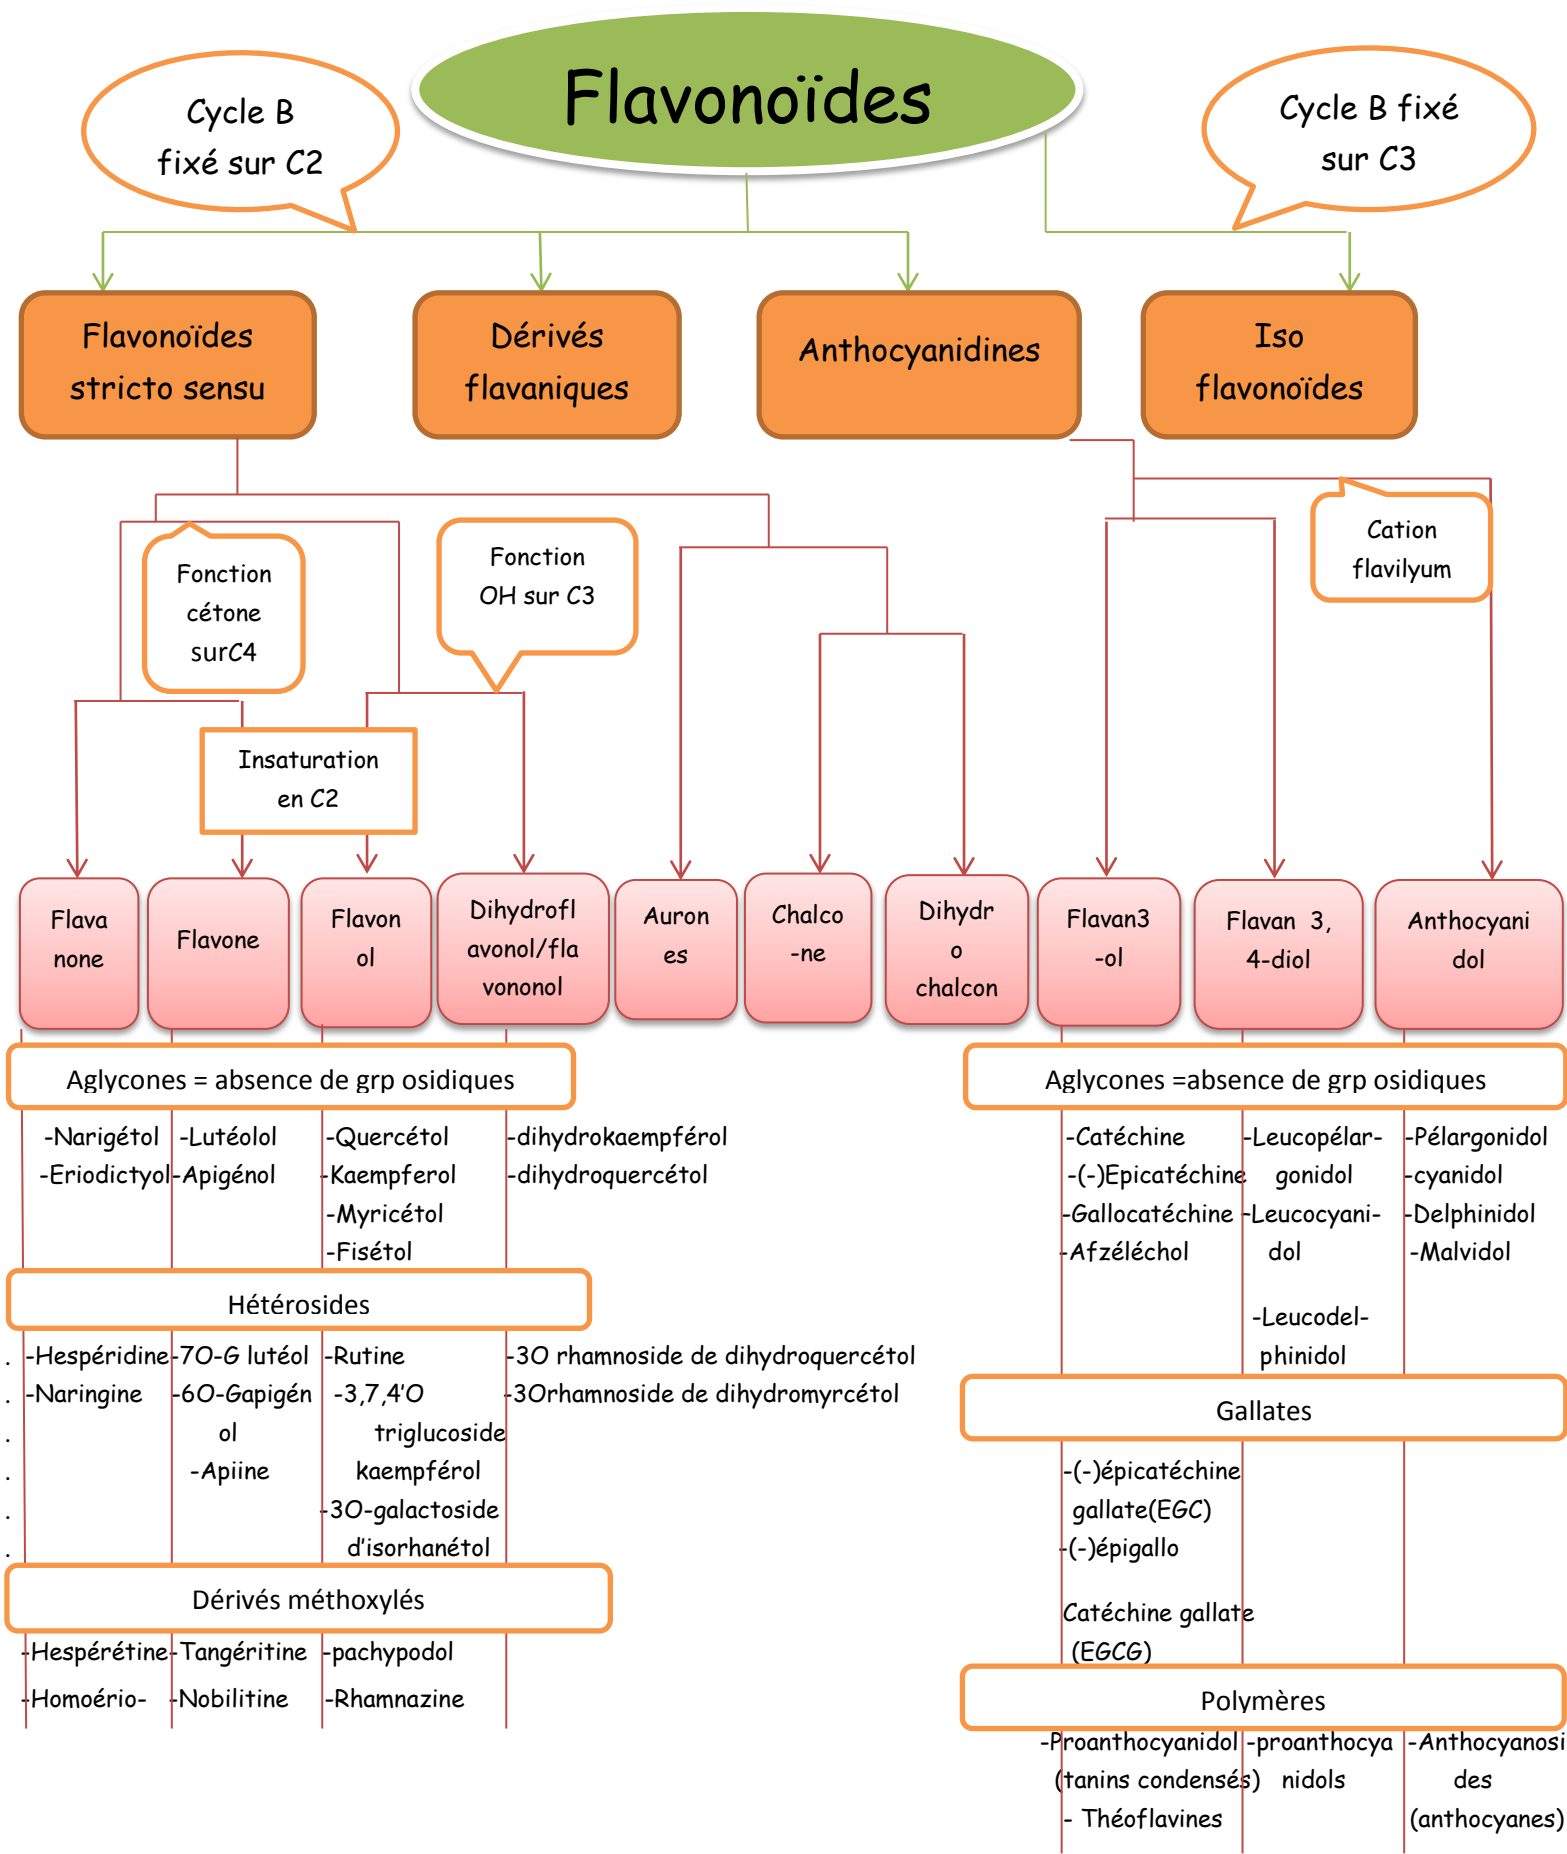 Flavonoïdes
Cycle B
fixé sur C2
Cycle B fixé
sur C3
Flavonoïdes
stricto sensu
Dérivés
flavaniques
Anthocyanidines
Iso
flavonoïdes
Fonction
cétone
surC4
Fonction
OH sur C3
Cation
flavilyum
Insaturation
en C2
Flava
none
Flavone
Flavon
ol
Dihydrofl
avonol/fla
vononol
Auron
es
Chalco
-ne
Dihydr
o
chalcon
Flavan3
-ol
Flavan 3,
4-diol
Anthocyani
dol
Aglycones = absence de grp osidiques
-Narigétol
-Eriodictyol
-Lutéolol
-Apigénol
-Quercétol
-Kaempferol
-Myricétol
-Fisétol
-dihydrokaempférol
-dihydroquercétol
Hétérosides
. -Hespéridine
. -Naringine
.
.
.
.
-7O-G lutéol
-6O-Gapigén
ol
-Apiine
-Rutine
-3,7,4'O
triglucoside
kaempférol
-3O-galactoside
d'isorhanétol
-3O rhamnoside de dihydroquercétol
-3Orhamnoside de dihydromyrcétol
Dérivés méthoxylés
-Hespérétine
-Homoério-
-Tangéritine
-Nobilitine
-pachypodol
-Rhamnazine
Aglycones =absence de grp osidiques
-Catéchine
-(-)Epicatéchine
-Gallocatéchine
-Afzéléchol
-Leucopélar-
gonidol
-Leucocyani-
dol
-Leucodel-
phinidol
-Pélargonidol
-cyanidol
-Delphinidol
-Malvidol
Gallates
-(-)épicatéchine
gallate(EGC)
-(-)épigallo
Catéchine gallate
(EGCG)
Polymères
-Proanthocyanidol
(tanins condensés)
- Théoflavines
-proanthocya
nidols
-Anthocyanosi
des
(anthocyanes)